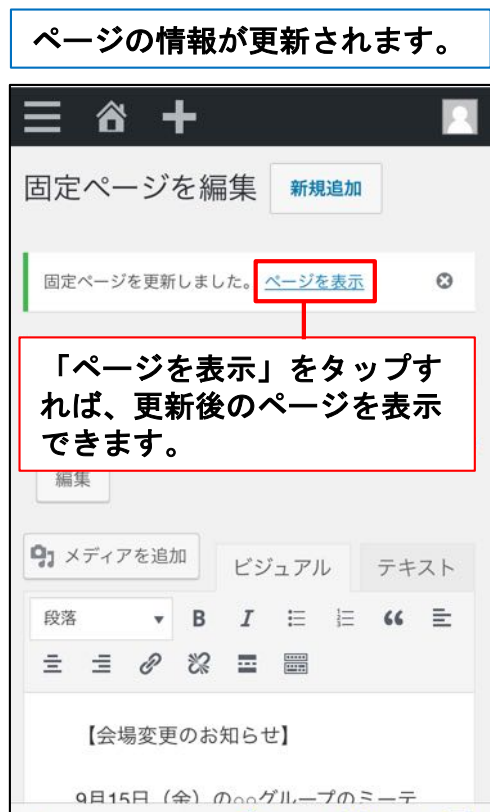 ページの情報が更新されます。
固定ページを編集 新規追加
固定ページを更新しました。 ページを表示
「ページを表示」をタップす
れば、更新後のページを表示
できます。
編集
メディアを追加 ビジュアル テキスト
段落 B I
【会場変更のお知らせ】
9月15日（金）の○○グループのミーテ